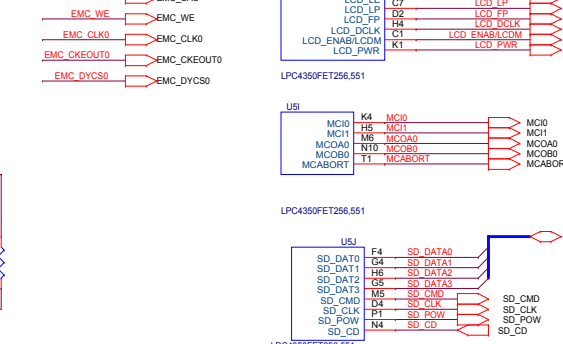 EMC_WE EMC_WE
EMC_CLK0 EMC_CLK0
EMC_CKEOUT0 EMC_CKEOUT0
EMC_DYCS0 EMC_DYCS0
LCD_LP C7 LCD_LP
LCD_FP D2 LCD_FP
LCD_DCLK H4 LCD_DCLK
LCD_ENAB/LCDM C1 LCD_ENAB/LCDM
LCD_PWR K1 LCD_PWR
LPC4350FET256,551
U5I
MCI0 K4 MCI0 MCI0
MCI1 H5 MCI1 MCI1
MCOA0 M6 MCOA0 MCOA0
MCOB0 N10 MCOB0 MCOB0
MCABORT T1 MCABORT MCABOR
LPC4350FET256,551
U5J
SD_DAT0 F4 SD_DATA0
SD_DAT1 G4 SD_DATA1
SD_DAT2 H6 SD_DATA2
SD_DAT3 G5 SD_DATA3
SD_CMD M5 SD_CMD SD_CMD
SD_CLK D4 SD_CLK SD_CLK
SD_POW P1 SD_POW SD_POW
SD_CD N4 SD_CD SD_CD